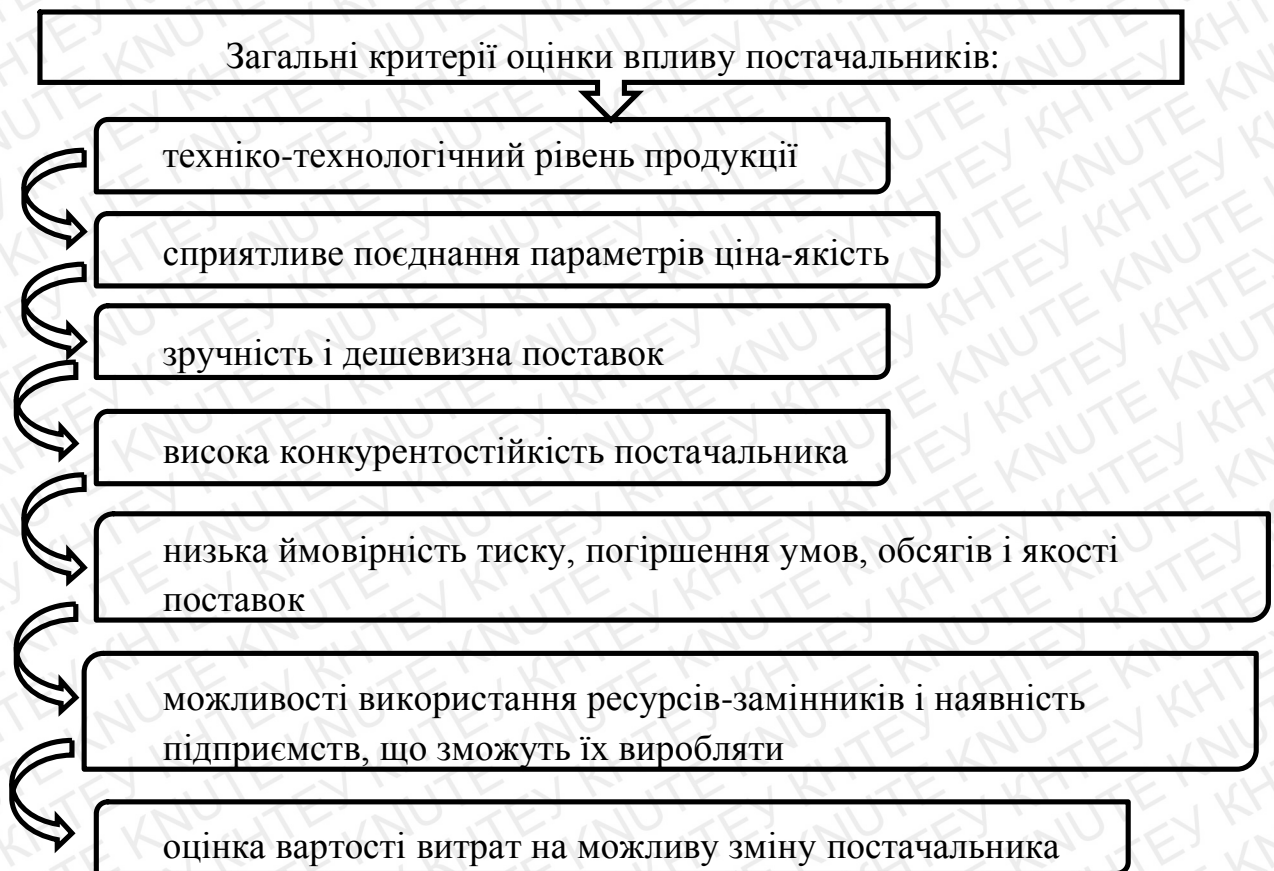 Загальні критерії оцінки впливу постачальників:
техніко-технологічний рівень продукції
сприятливе поєднання параметрів ціна-якість
зручність і дешевизна поставок
висока конкурентостійкість постачальника
низька ймовірність тиску, погіршення умов, обсягів і якості
поставок
можливості використання ресурсів-замінників і наявність
підприємств, що зможуть їх виробляти
оцінка вартості витрат на можливу зміну постачальника